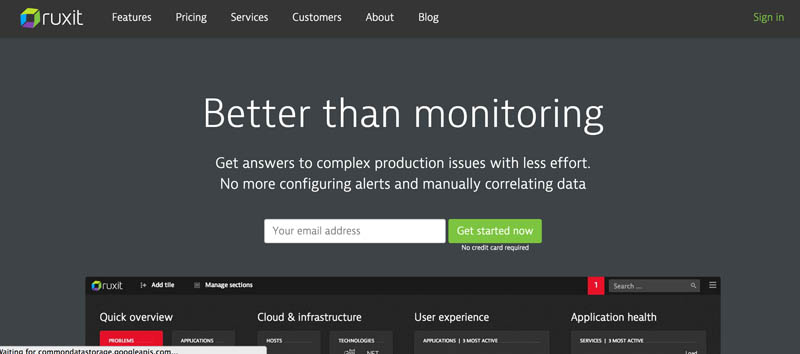 ruxit Features Pricing Services Customers About Blog Sign in
Better than monitoring
Get answers to complex production issues with less effort.
No more configuring alerts and manually correlating data
Your email address Get started now
No credit card required
ruxit Add tile Manage sections 1 Search ...
Quick overview Cloud & infrastructure User experience Application health
PROBLEMS APPLICATIONS HOSTS TECHNOLOGIES APPLICATIONS | 3 MOST ACTIVE SERVICES | 3 MOST ACTIVE
.NET Load
Waiting for commondatastorage.googleapis.com...